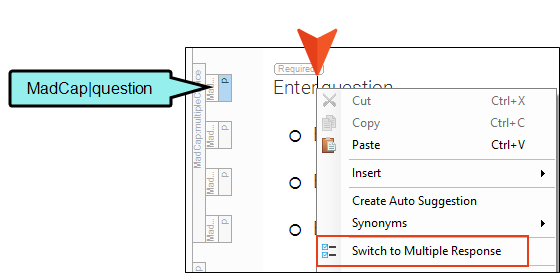 MadCap|question
MadCap:multipleChoice
Mad... p
Mad... p
Mad... p
Mad... p
Required
Enter question
Cut Ctrl+X
Copy Ctrl+C
Paste Ctrl+V
Insert
Create Auto Suggestion
Synonyms
Switch to Multiple Response